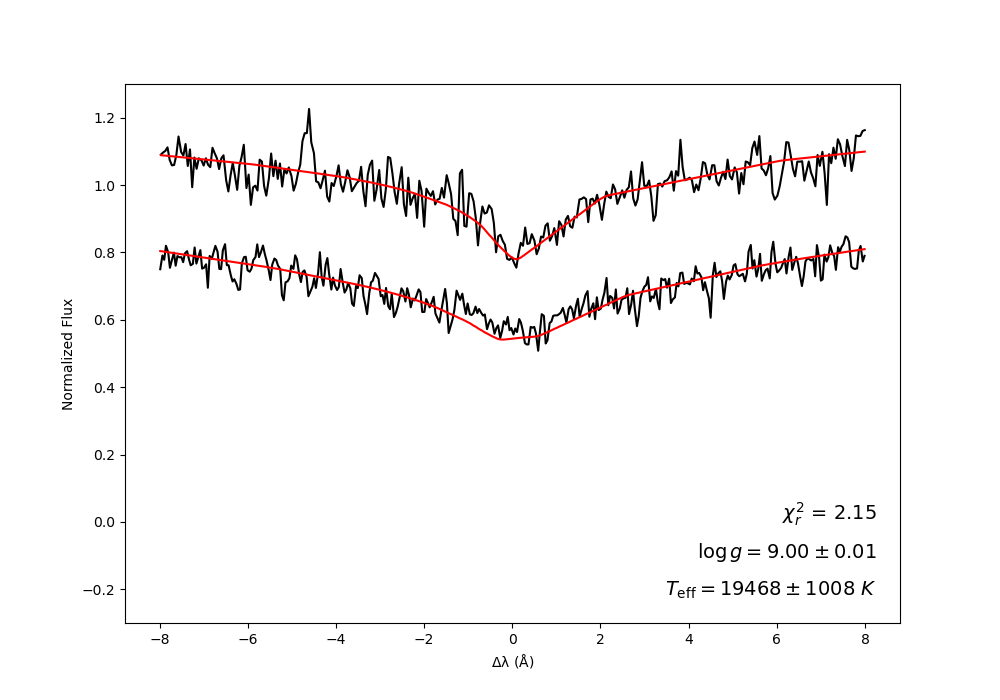 1.2
1.0
0.8
0.6
0.4
0.2
0.0
−0.2
Normalized Flux
χ²ᵣ = 2.15
log g = 9.00 ± 0.01
T_eff = 19468 ± 1008 K
−8 −6 −4 −2 0 2 4 6 8
Δλ (Å)